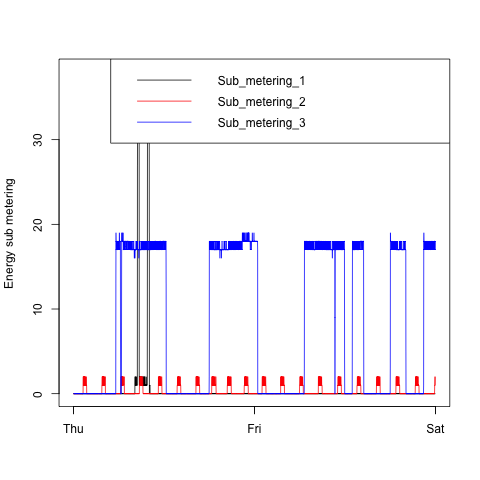 Sub_metering_1
Sub_metering_2
Sub_metering_3
Energy sub metering
30
20
10
0
Thu Fri Sat